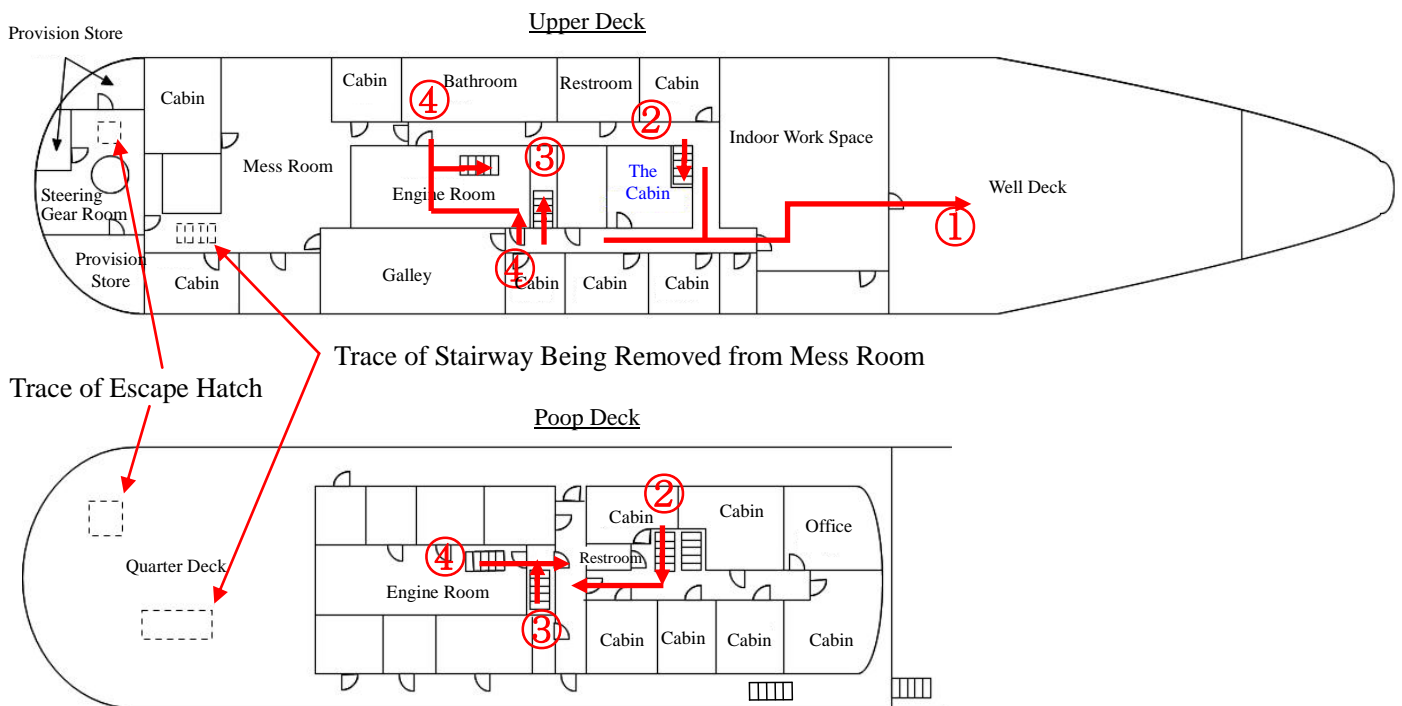 Upper Deck
Provision Store
Cabin
Cabin
Bathroom
Restroom
Cabin
④
②
Indoor Work Space
③
Mess Room
The
Cabin
Engine Room
Well Deck
Steering
Gear Room
①
Provision
Store
④
Galley
Cabin
Cabin
Cabin
Cabin
Trace of Stairway Being Removed from Mess Room
Trace of Escape Hatch
Poop Deck
②
Cabin
Cabin
Office
④
Restroom
Quarter Deck
Engine Room
③
Cabin
Cabin
Cabin
Cabin